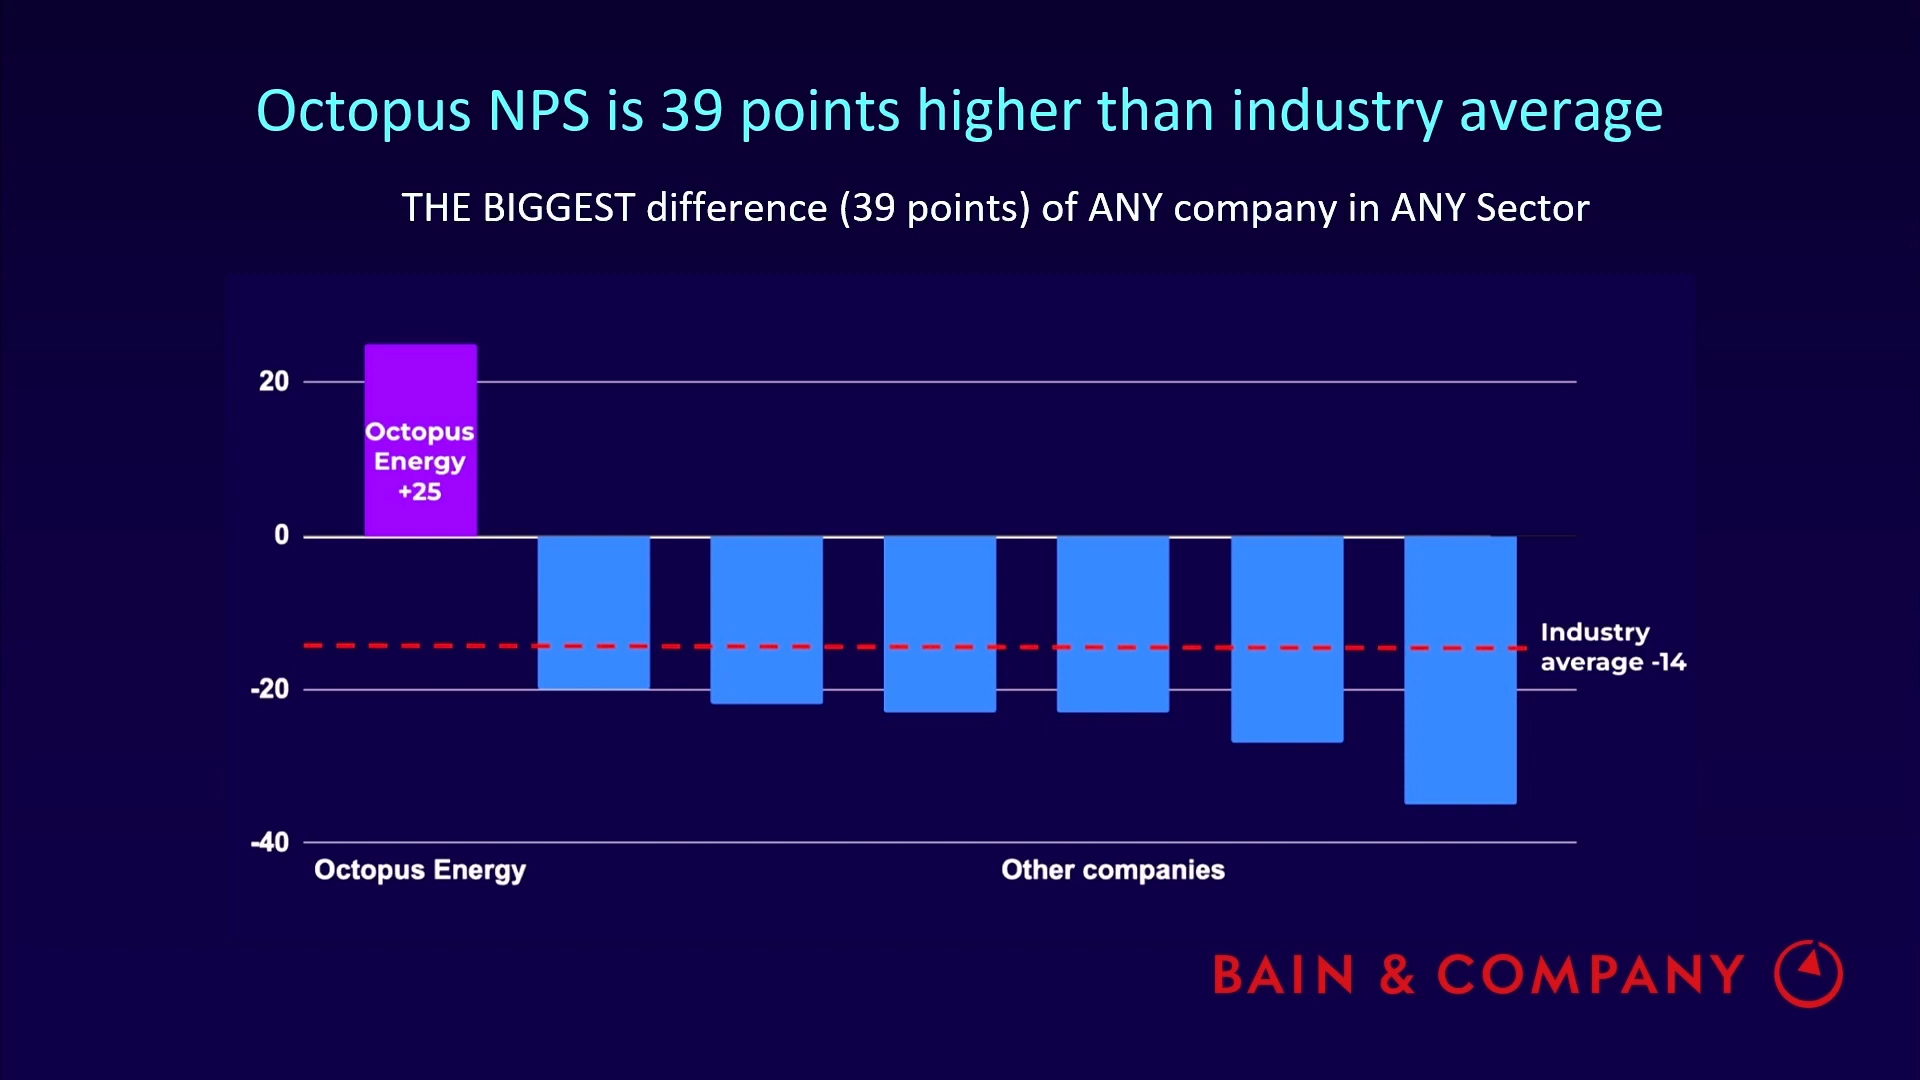 Octopus NPS is 39 points higher than industry average
THE BIGGEST difference (39 points) of ANY company in ANY Sector
20
Octopus
Energy
+25
0
Industry
average -14
-20
-40
Octopus Energy
Other companies
BAIN & COMPANY